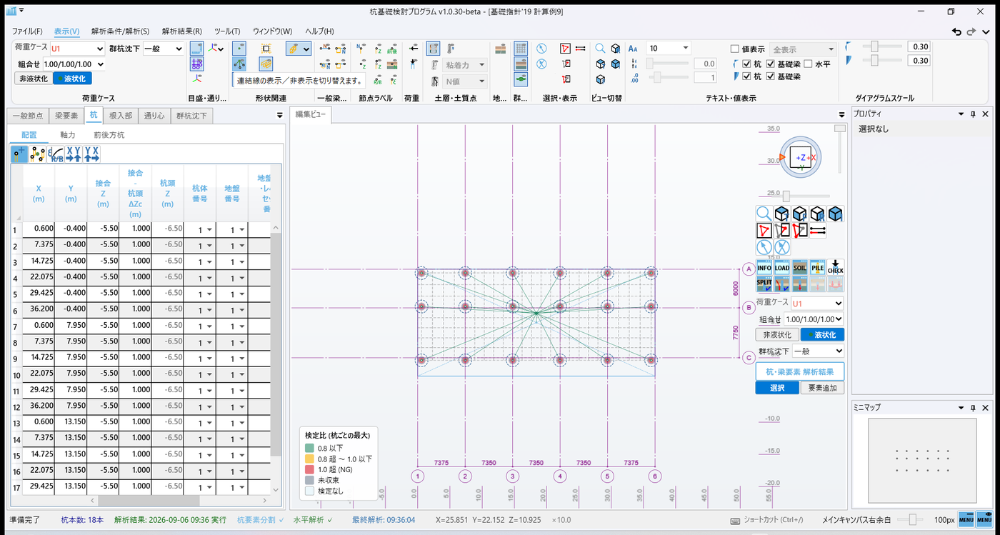 杭基礎検討プログラム v1.0.30-beta - [基礎指針'19 計算例9]
ファイル(F) 表示(V) 解析条件/解析(S) 解析結果(R) ツール(T) ウィンドウ(W) ヘルプ(H)
荷重ケース U1 群杭沈下 一般
組合せ 1.00/1.00/1.00
非液状化 液状化
粘着力
N値
10
0.0
1
値表示 全表示
杭 基礎梁 水平
杭 基礎梁
0.30
0.30
連結線の表示／非表示を切り替えます。
荷重ケース 目盛・通り... 形状関連 一般梁... 節点ラベル 荷重 土層・土質点 地... 群... 選択・表示 ビュー切替 テキスト・値表示 ダイアグラムスケール
一般節点 梁要素 杭 根入部 通り心 群杭沈下
配置 軸力 前後方杭
X (m) Y (m) 接合 Z (m) 接合 - 杭頭 ΔZc (m) 杭頭 Z (m) 杭体 番号 地盤 番号
1 0.600 -0.400 -5.50 1.000 -6.50 1 1
2 7.375 -0.400 -5.50 1.000 -6.50 1 1
3 14.725 -0.400 -5.50 1.000 -6.50 1 1
4 22.075 -0.400 -5.50 1.000 -6.50 1 1
5 29.425 -0.400 -5.50 1.000 -6.50 1 1
6 36.200 -0.400 -5.50 1.000 -6.50 1 1
7 0.600 7.950 -5.50 1.000 -6.50 1 1
8 7.375 7.950 -5.50 1.000 -6.50 1 1
9 14.725 7.950 -5.50 1.000 -6.50 1 1
10 22.075 7.950 -5.50 1.000 -6.50 1 1
11 29.425 7.950 -5.50 1.000 -6.50 1 1
12 36.200 7.950 -5.50 1.000 -6.50 1 1
13 0.600 13.150 -5.50 1.000 -6.50 1 1
14 7.375 13.150 -5.50 1.000 -6.50 1 1
15 14.725 13.150 -5.50 1.000 -6.50 1 1
16 22.075 13.150 -5.50 1.000 -6.50 1 1
17 29.425 13.150 -5.50 1.000 -6.50 1 1
編集ビュー
35.0
30.0
25.0
15.0
-10.0
-15.0
-20.0
+Z +X
-Y
A
B
C
6000
7750
7375 7350 7350 7350 7375
1 2 3 4 5 6
-5.0 0.0 5.0 10.0 15.0 20.0 25.0 30.0 35.0 40.0 45.0 50.0 55.0
検定比 (杭ごとの最大)
0.8 以下
0.8 超 ～ 1.0 以下
1.0 超 (NG)
未収束
検定なし
INFO LOAD SOIL PILE CHECK
SPLIT
荷重ケース U1
組合せ 1.00/1.00/1.00
非液状化 液状化
群杭沈下 一般
杭・梁要素 解析結果
選択 要素追加
プロパティ
選択なし
ミニマップ
準備完了 杭本数: 18本 解析結果: 2026-09-06 09:36 実行 杭要素分割 ✓ 水平解析 ✓ 最終解析: 09:36:04 X=25.851 Y=22.152 Z=10.925 ×10.0 ショートカット (Ctrl+/) メインキャンバス右余白 100px MENU MENU